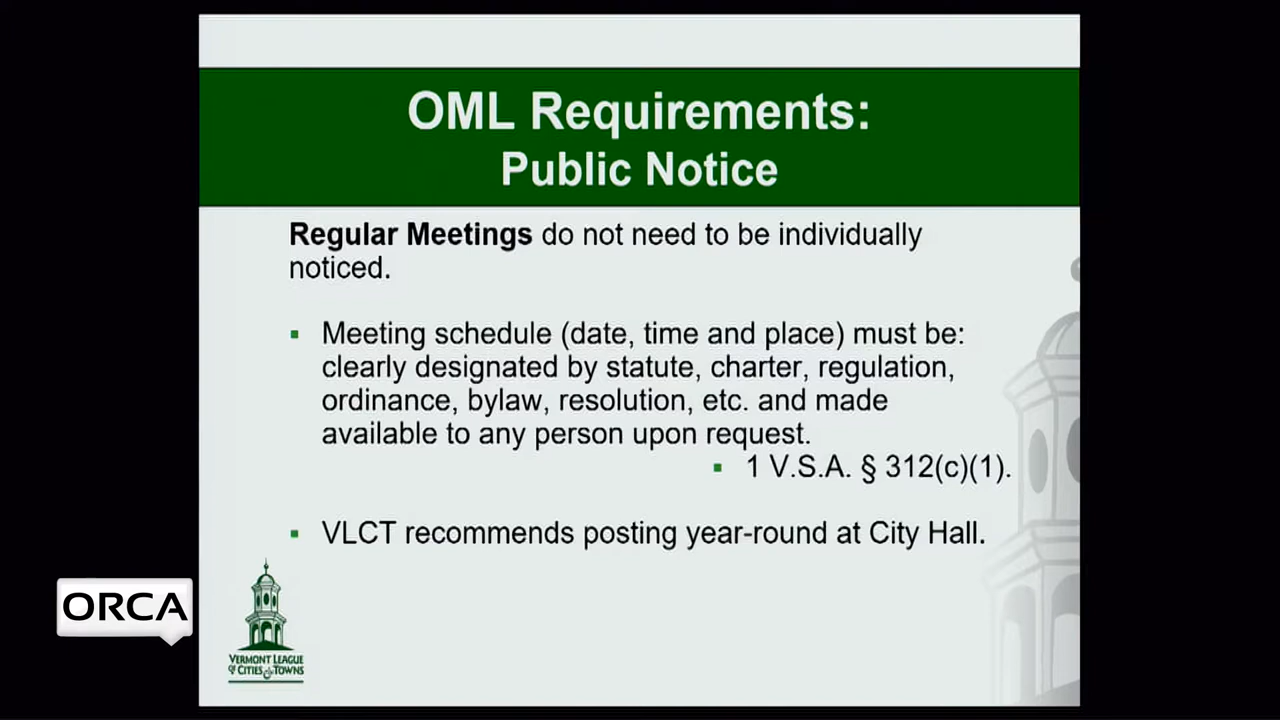 OML Requirements:
Public Notice
Regular Meetings do not need to be individually
noticed.
▪ Meeting schedule (date, time and place) must be:
clearly designated by statute, charter, regulation,
ordinance, bylaw, resolution, etc. and made
available to any person upon request.
▪ 1 V.S.A. § 312(c)(1).
▪ VLCT recommends posting year-round at City Hall.
ORCA
VERMONT LEAGUE
OF CITIES & TOWNS